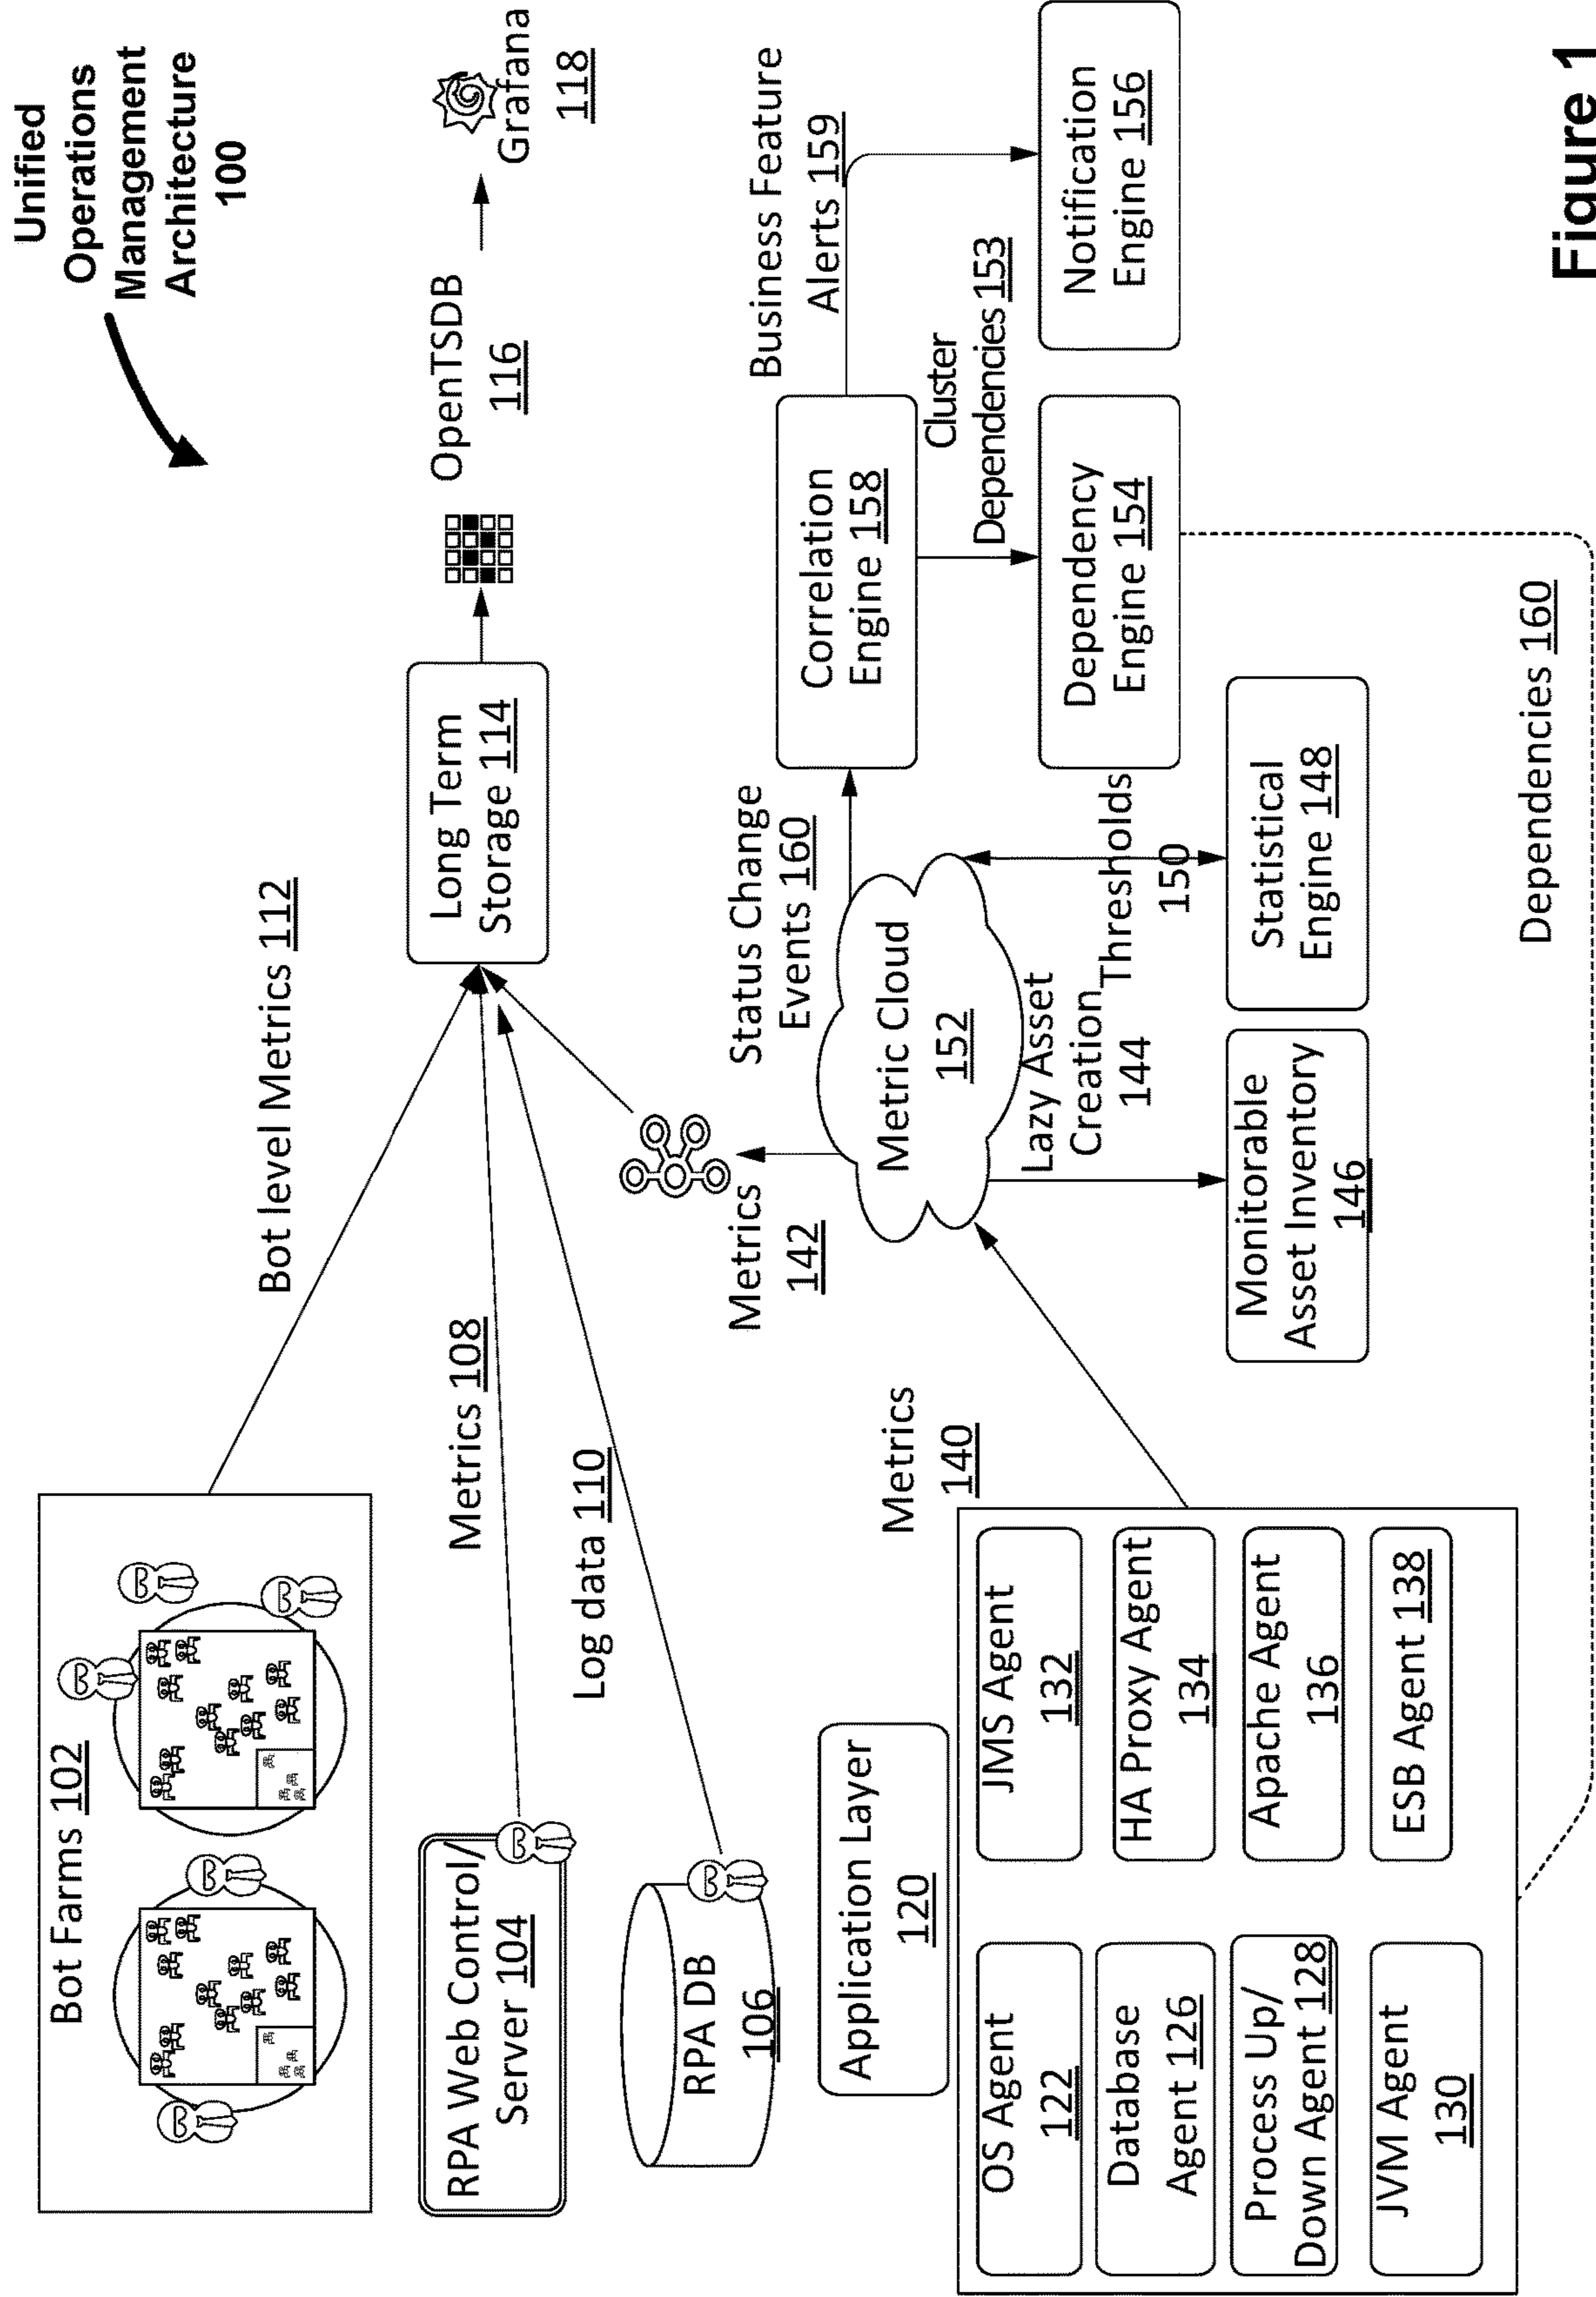 Unified
Operations
Management
Architecture
100
Bot Farms 102
Bot level Metrics 112
RPA Web Control/
Server 104
Metrics 108
Long Term
Storage 114
OpenTSDB
116
Grafana
118
RPA DB
106
Log data 110
Metrics
142
Status Change
Events 160
Business Feature
Alerts 159
Application Layer
120
Metrics
140
Metric Cloud
152
Correlation
Engine 158
Cluster
Dependencies 153
OS Agent
122
JMS Agent
132
Database
Agent 126
HA Proxy Agent
134
Process Up/
Down Agent 128
Apache Agent
136
JVM Agent
130
ESB Agent 138
Lazy Asset
Creation
144
Thresholds
150
Dependency
Engine 154
Notification
Engine 156
Monitorable
Asset Inventory
146
Statistical
Engine 148
Dependencies 160
Figure 1